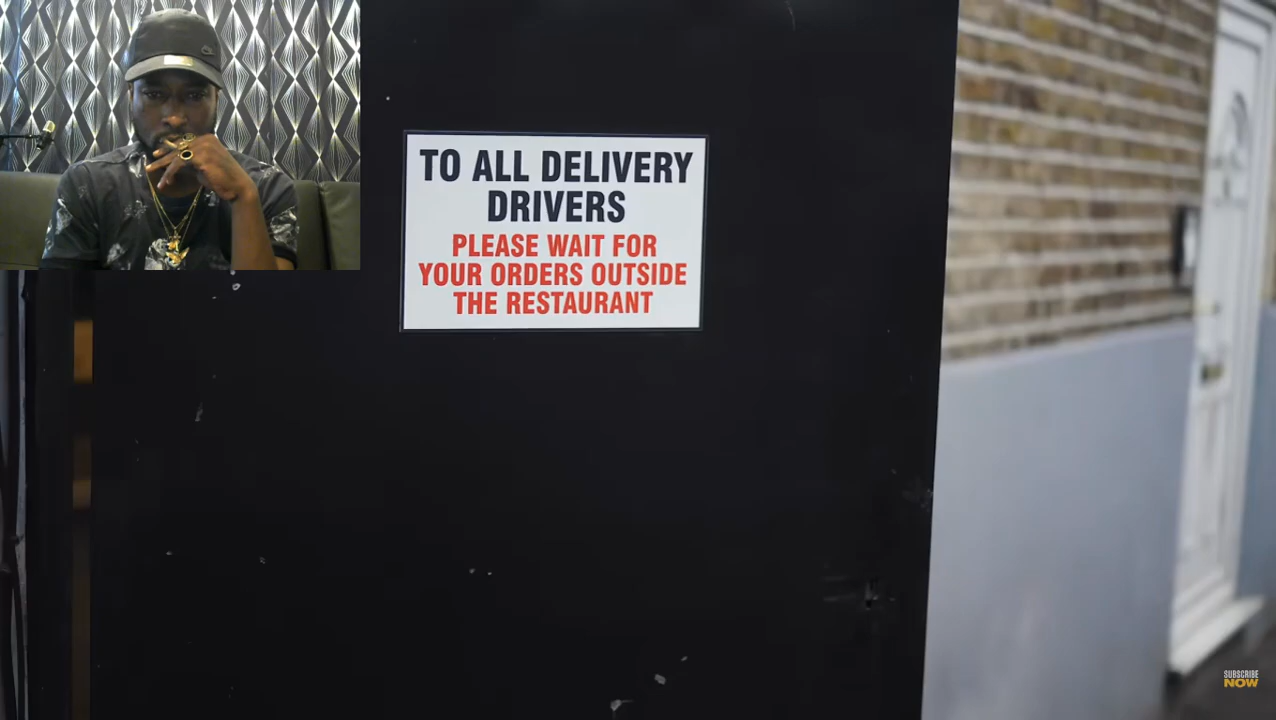 TO ALL DELIVERY
DRIVERS
PLEASE WAIT FOR
YOUR ORDERS OUTSIDE
THE RESTAURANT
SUBSCRIBE
NOW